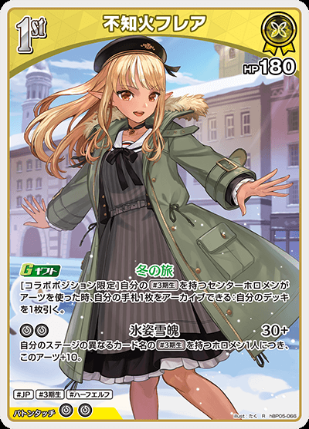 1st
不知火フレア
HP180
Gギフト 冬の旅
[コラボポジション限定]自分の#3期生を持つセンターホロメンが
アーツを使った時、自分の手札1枚をアーカイブできる:自分のデッキ
を1枚引く。
氷姿雪魄 30+
自分のステージの異なるカード名の#3期生を持つホロメン1人につき、
このアーツ+10。
#JP #3期生 #ハーフエルフ
バトンタッチ
illust たく R hBP05-066